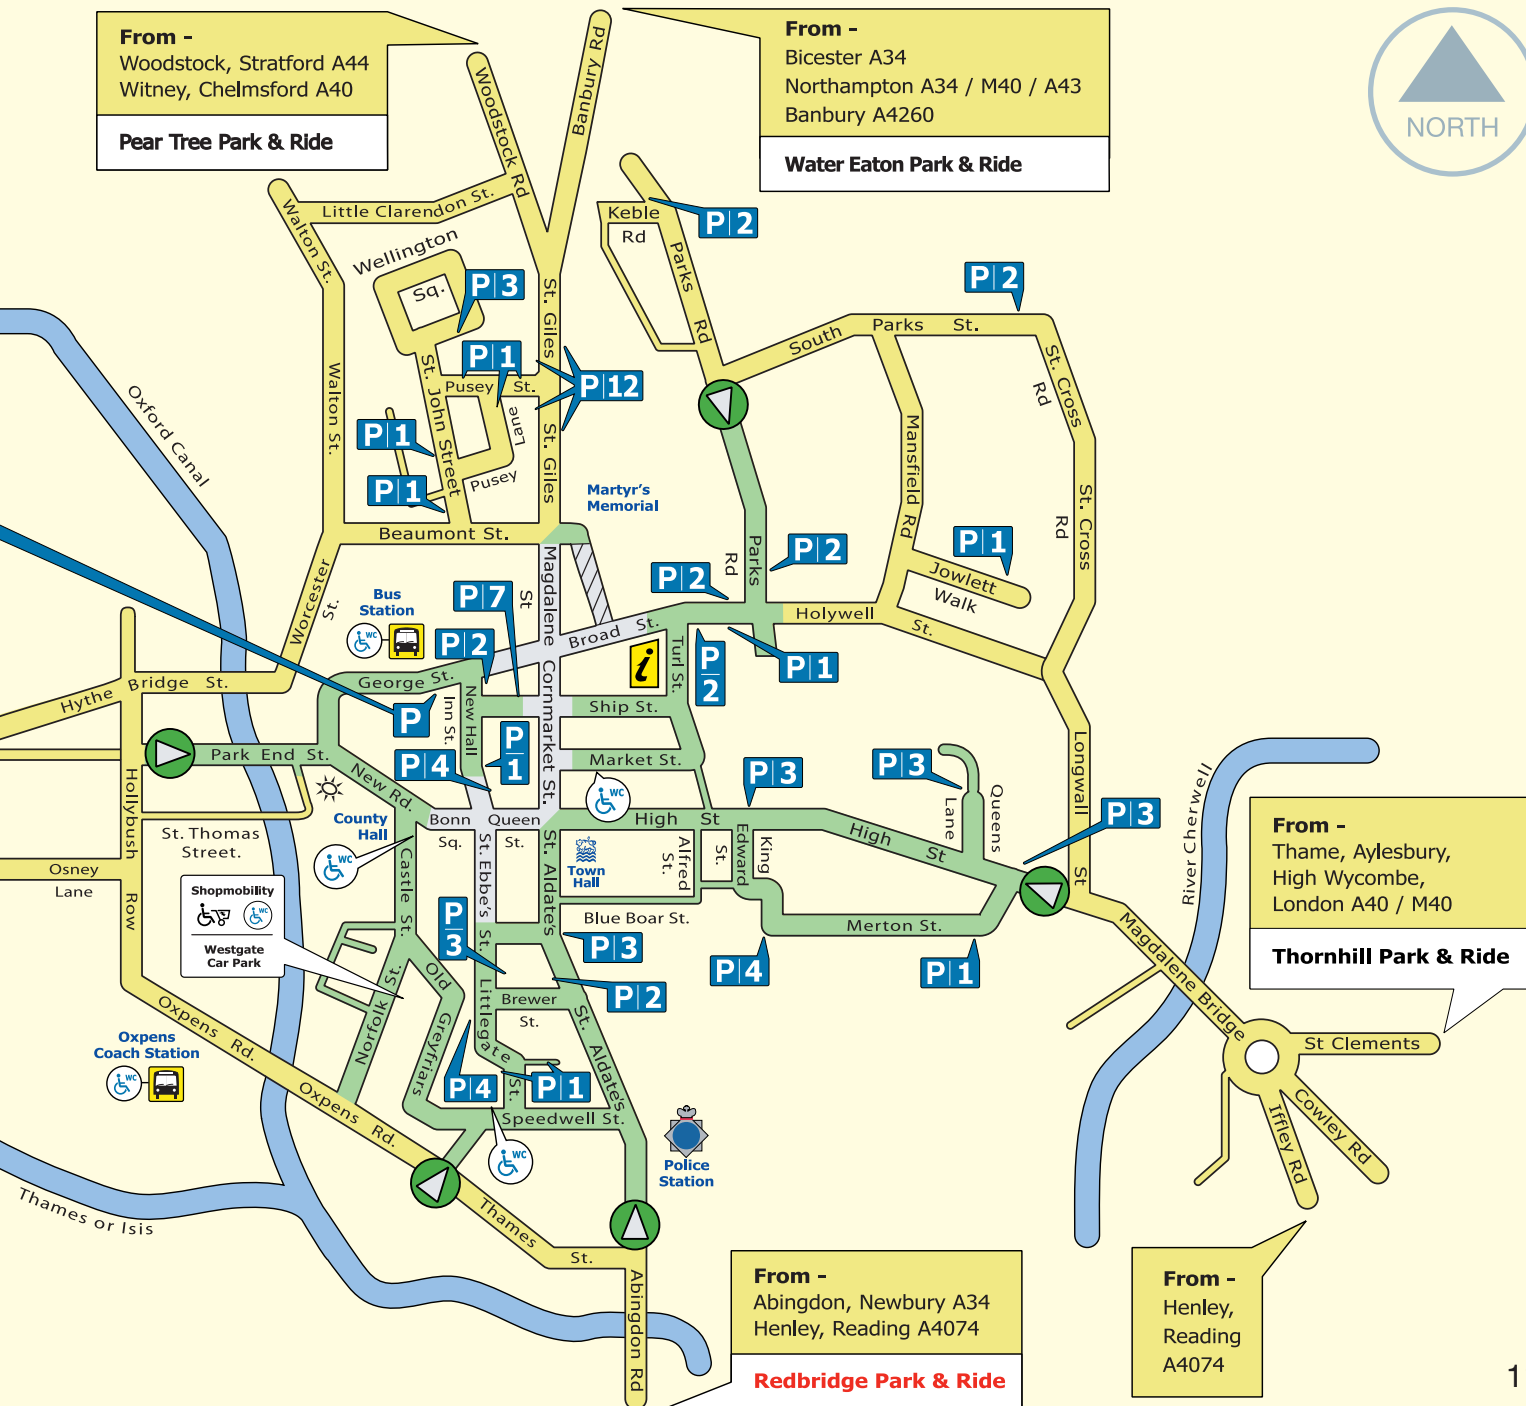 From -
Woodstock, Stratford A44
Witney, Chelmsford A40
Pear Tree Park & Ride
From -
Bicester A34
Northampton A34 / M40 / A43
Banbury A4260
Water Eaton Park & Ride
NORTH
Woodstock Rd
Banbury Rd
Little Clarendon St.
Walton St.
Keble
Rd
P 2
Parks
Rd
Wellington
Sq.
P 3
St. Giles
P 2
South Parks St.
St. Cross
Rd
P 1
Pusey St.
P 12
Walton St.
St. John Street
Lane
Pusey
P 1
P 1
St. Giles
Oxford Canal
Mansfield Rd
St. Cross
Rd
Martyr's
Memorial
Beaumont St.
P 1
Jowlett
Walk
Parks
Rd
P 2
P 2
Holywell
St.
Worcester
St.
Bus
Station
WC
P 7
Magdalene
St
Broad St.
P 2
i
Turl St.
P 2
P 1
George St.
Hythe Bridge St.
P
New Hall
Inn St.
Cornmarket St.
Ship St.
P 1
Park End St.
P 4
Market St.
WC
P 3
P 3
Queens
Lane
Longwall
St
P 3
River Cherwell
Hollybush
Row
New Rd.
County
Hall
Bonn
Sq.
Queen
St.
High St
High St
St. Thomas
Street.
WC
Castle St.
St. Ebbe's
St.
St. Aldate's
Town
Hall
Alfred
St.
King
Edward
St.
From -
Thame, Aylesbury,
High Wycombe,
London A40 / M40
Thornhill Park & Ride
Osney
Lane
Shopmobility
WC
Westgate
Car Park
P 3
Blue Boar St.
Merton St.
P 3
P 4
P 1
Magdalene Bridge
Norfolk St.
Old
Greyfriars
Littlegate
St.
Brewer
St.
P 2
St.
Aldate's
Oxpens Rd.
Oxpens
Coach Station
WC
Oxpens Rd.
P 4
P 1
Speedwell St.
WC
St Clements
Cowley Rd
Iffley Rd
Police
Station
Thames or Isis
Thames
St.
Abingdon Rd
From -
Abingdon, Newbury A34
Henley, Reading A4074
Redbridge Park & Ride
From -
Henley,
Reading
A4074
1